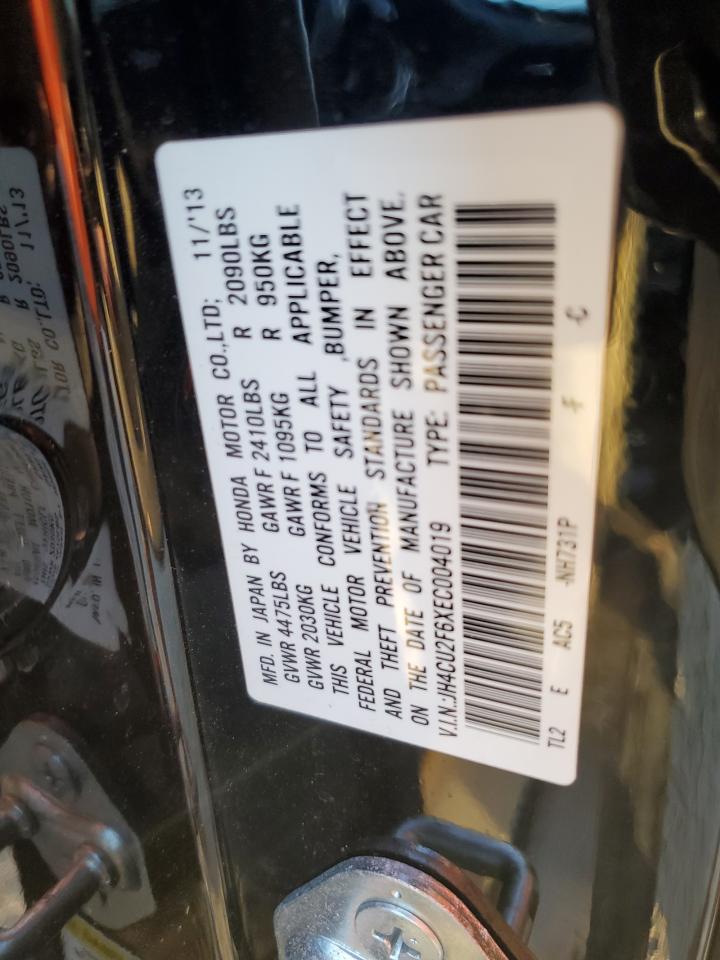 MFD. IN JAPAN BY HONDA MOTOR CO.,LTD; 11/'13
GVWR 4475LBS GAWR F 2410LBS R 2090LBS
GVWR 2030KG GAWR F 1095KG R 950KG
THIS VEHICLE CONFORMS TO ALL APPLICABLE
FEDERAL MOTOR VEHICLE SAFETY ,BUMPER,
AND THEFT PREVENTION STANDARDS IN EFFECT
ON THE DATE OF MANUFACTURE SHOWN ABOVE.
V.I.N.:JH4CU2F6XEC004019 TYPE: PASSENGER CAR
TL2 E AC5 -NH731P -F -C